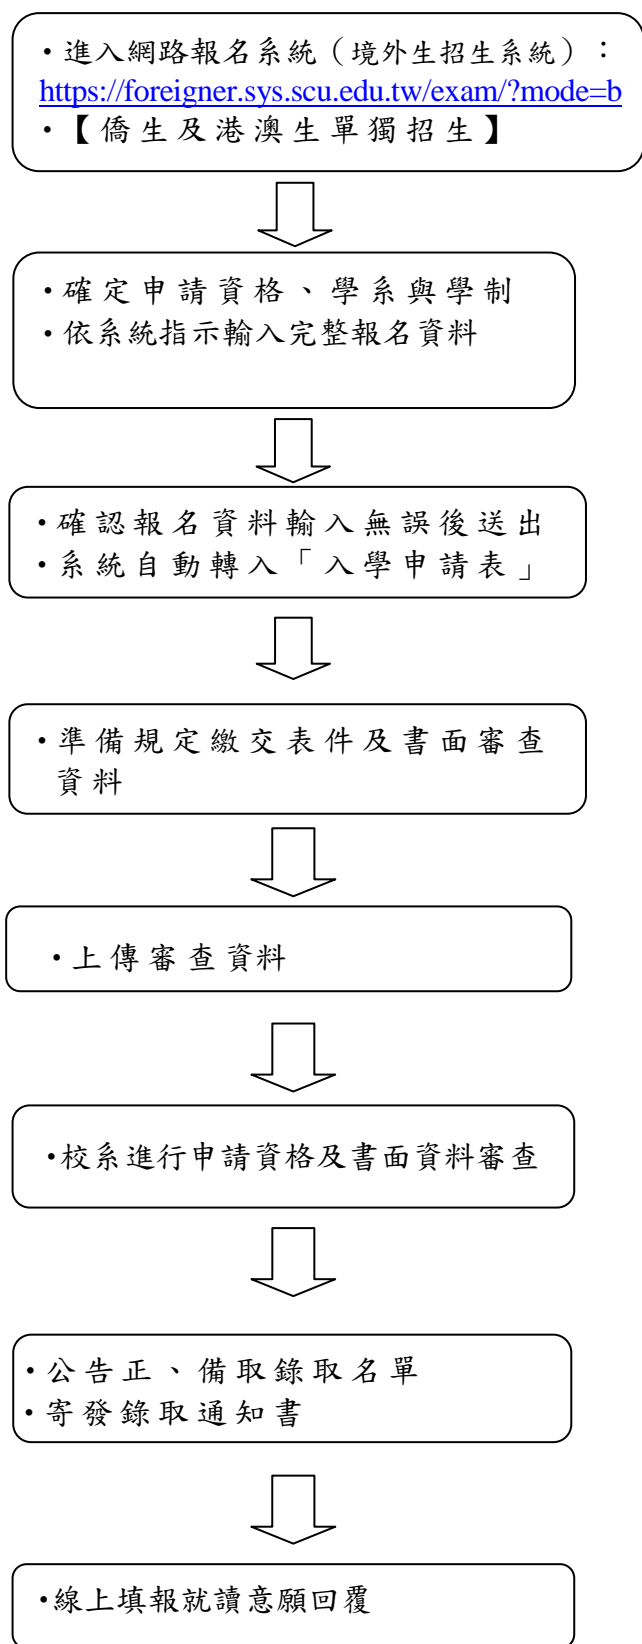 ・進入網路報名系統（境外生招生系統）：
https://foreigner.sys.scu.edu.tw/exam/?mode=b
・【僑生及港澳生單獨招生】
・確定申請資格、學系與學制
・依系統指示輸入完整報名資料
・確認報名資料輸入無誤後送出
・系統自動轉入「入學申請表」
・準備規定繳交表件及書面審查
資料
・上傳審查資料
・校系進行申請資格及書面資料審查
・公告正、備取錄取名單
・寄發錄取通知書
・線上填報就讀意願回覆